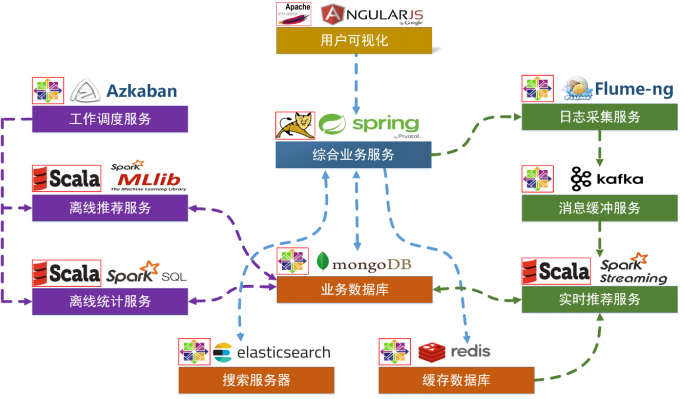 Apache
ANGULARJS
by Google
用户可视化
Azkaban
工作调度服务
spring
by Pivotal.
综合业务服务
Flume-ng
日志采集服务
Scala
Spark
MLlib
The Machine Learning Library
离线推荐服务
kafka
消息缓冲服务
Scala
Spark SQL
离线统计服务
mongoDB
业务数据库
Scala
Spark
Streaming
实时推荐服务
elasticsearch
搜索服务器
redis
缓存数据库